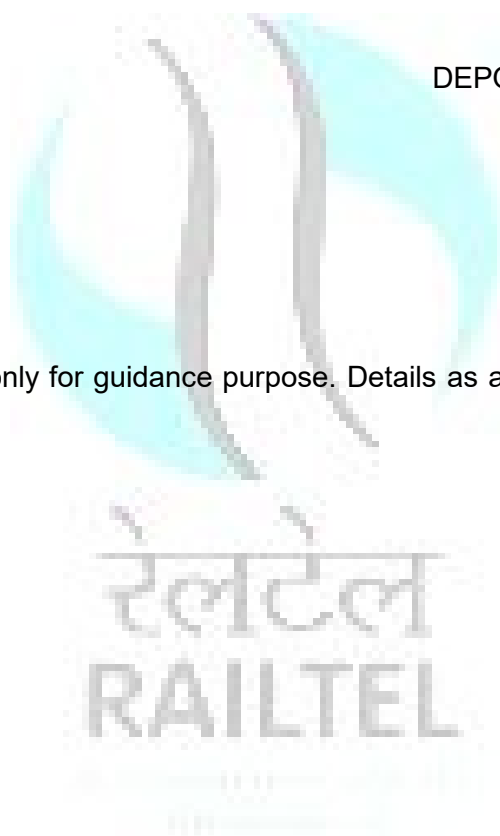 DEPO
only for guidance purpose. Details as a
रेलटेल
RAILTEL